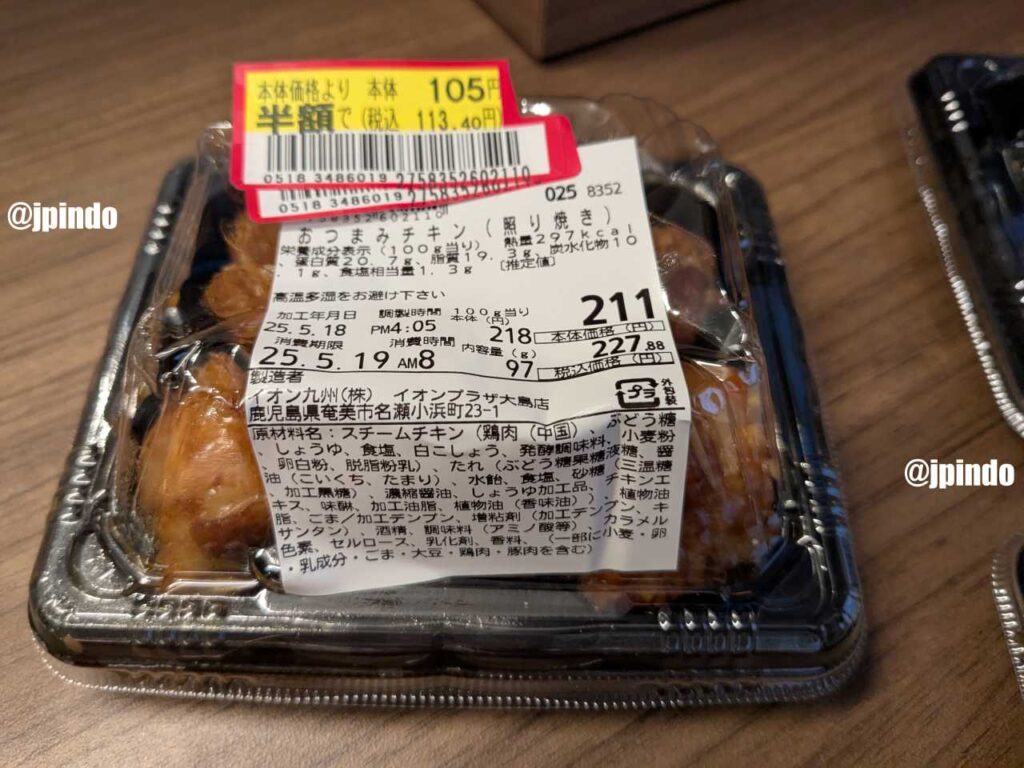 本体価格より 本体 105円
半額で (税込 113.40円)
0518 3486019 2758352602110
0518 3486019
025 8352
おつまみチキン(照り焼き)
栄養成分表示(100g当り) 熱量297kcal
、蛋白質20.7g、脂質19.3g、炭水化物10
.1g、食塩相当量1.3g [推定値]
高温多湿をお避け下さい
加工年月日 調製時間 100g当り 本体(円) 211
25.5.18 PM4:05 218 本体価格(円)
消費期限 消費時間 内容量(g) 227.88
25.5.19 AM8 97 税込価格(円)
製造者
イオン九州(株) イオンプラザ大島店
鹿児島県奄美市名瀬小浜町23-1
プラ 外包装
原材料名:スチームチキン(鶏肉(中国)、ぶどう糖
、しょうゆ、食塩、白こしょう、発酵調味料、小麦粉
、卵白粉、脱脂粉乳)、たれ(ぶどう糖果糖液糖、醤
油(こいくち、たまり)、水飴、食塩、砂糖(三温糖
、加工黒糖)、濃縮醤油、しょうゆ加工品、チキンエ
キス、味醂、加工油脂、植物油(香味油)、植物油
脂、ごま/加工デンプン、増粘剤(加工デンプン、キ
サンタン)、酒精、調味料(アミノ酸等)、カラメル
色素、セルロース、乳化剤、香料、(一部に小麦・卵
・乳成分・ごま・大豆・鶏肉・豚肉を含む)
@jpindo
@jpindo